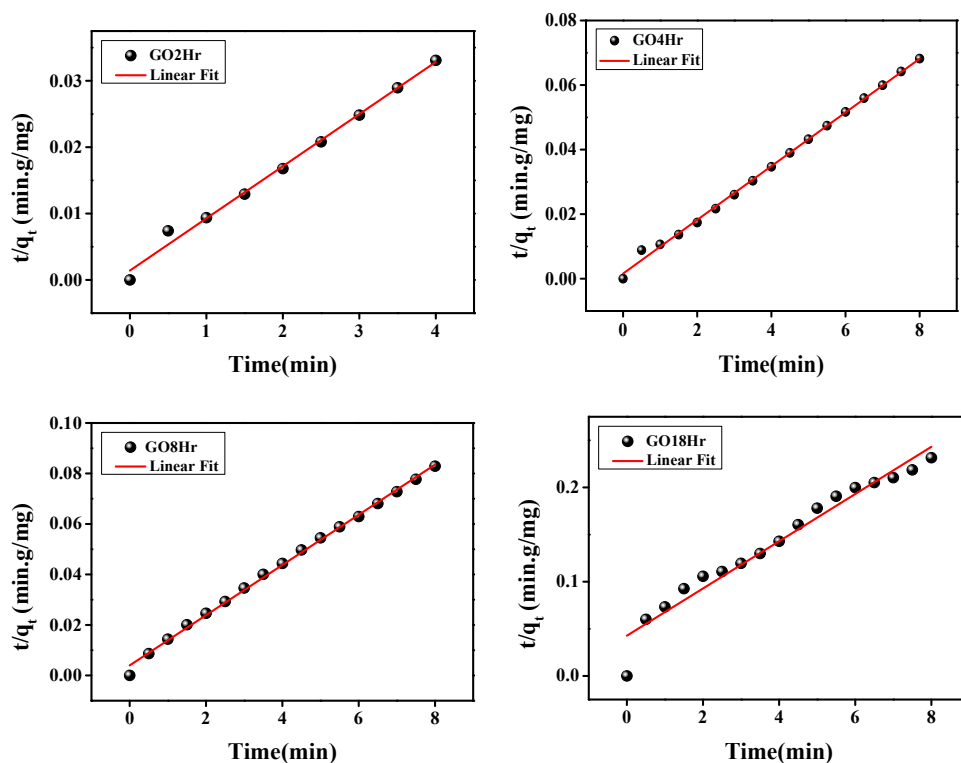 GO2Hr
Linear Fit
0.03
0.02
0.01
0.00
t/qt (min.g/mg)
0 1 2 3 4
Time(min)
GO4Hr
Linear Fit
0.08
0.06
0.04
0.02
0.00
t/qt (min.g/mg)
0 2 4 6 8
Time(min)
GO8Hr
Linear Fit
0.10
0.08
0.06
0.04
0.02
0.00
t/qt (min.g/mg)
0 2 4 6 8
Time(min)
GO18Hr
Linear Fit
0.2
0.1
0.0
t/qt (min.g/mg)
0 2 4 6 8
Time(min)